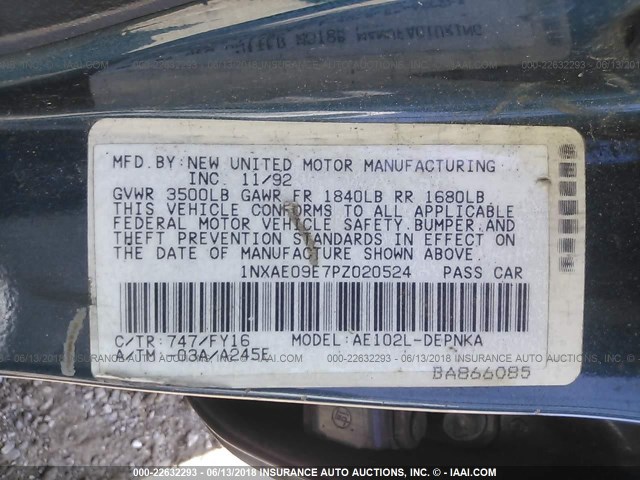 MFD. BY: NEW UNITED MOTOR MANUFACTURING
INC. 11/92
GVWR 3500LB GAWR FR 1840LB RR 1680LB
THIS VEHICLE CONFORMS TO ALL APPLICABLE
FEDERAL MOTOR VEHICLE SAFETY, BUMPER, AND
THEFT PREVENTION STANDARDS IN EFFECT ON
THE DATE OF MANUFACTURE SHOWN ABOVE.
1NXAE09E7PZ020524 PASS CAR
C/TR: 747/FY16 MODEL: AE102L-DEPNKA
A/TM: 03A/A245E
BA866085
000-22632293 - 06/13/2018 INSURANCE AUTO AUCTIONS, INC. - © IAAI.COM